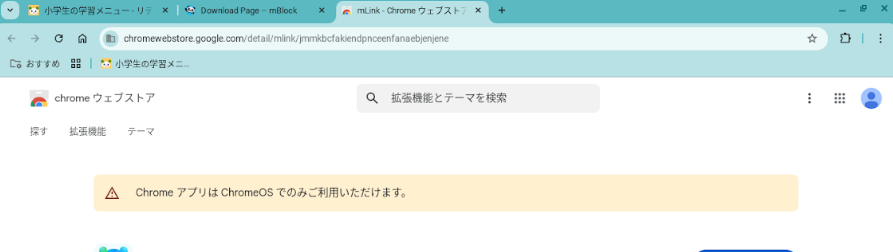 小学生の学習メニュー - リテ
Download Page – mBlock
mLink - Chrome ウェブストア
chromewebstore.google.com/detail/mlink/jmmkbcfakiendpnceenfanaebjenjene
おすすめ
小学生の学習メニ...
chrome ウェブストア
拡張機能とテーマを検索
探す
拡張機能
テーマ
Chrome アプリは ChromeOS でのみご利用いただけます。